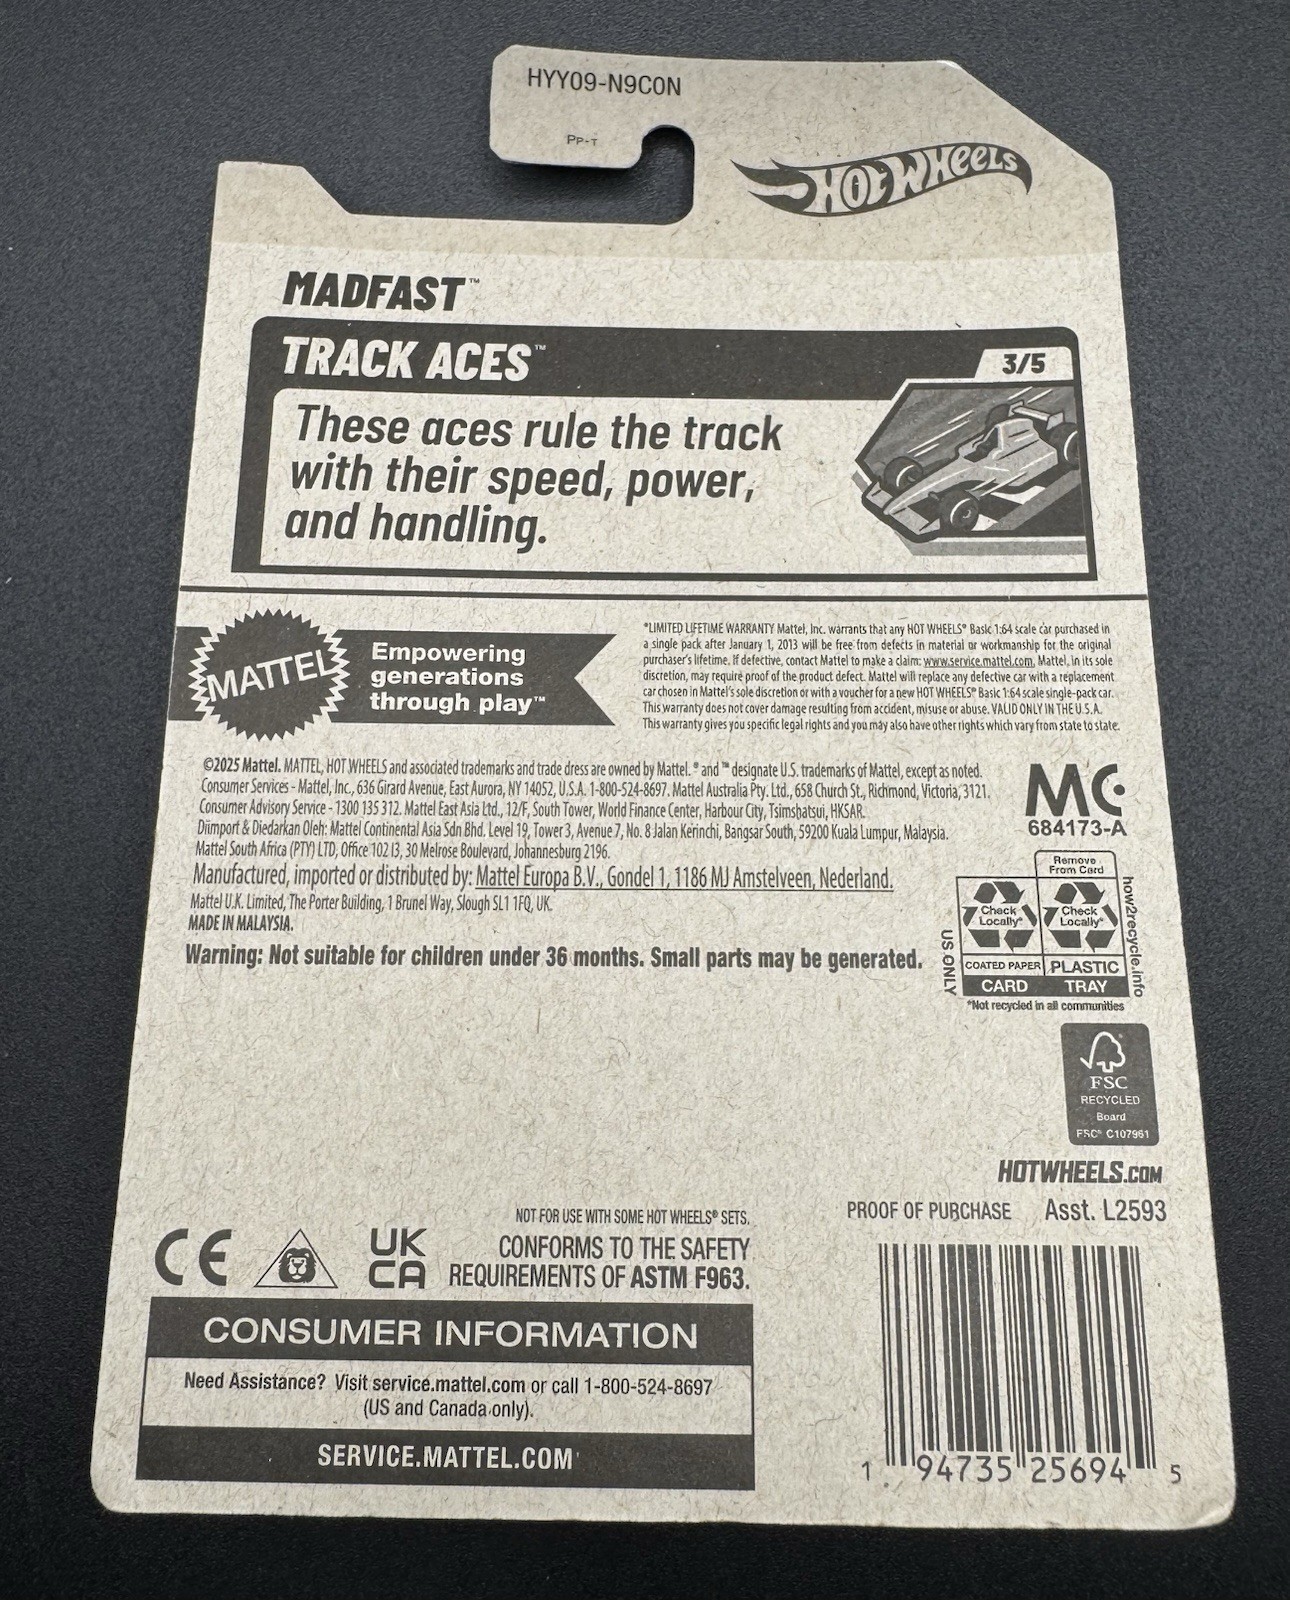 HYY09-N9C0N
PP-T
HOT WHEELS
MADFAST™
TRACK ACES™
3/5
These aces rule the track
with their speed, power,
and handling.
MATTEL
Empowering
generations
through play™
*LIMITED LIFETIME WARRANTY Mattel, Inc. warrants that any HOT WHEELS® Basic 1:64 scale car purchased in
a single pack after January 1, 2013 will be free from defects in material or workmanship for the original
purchaser's lifetime. If defective, contact Mattel to make a claim: www.service.mattel.com. Mattel, in its sole
discretion, may require proof of the product defect. Mattel will replace any defective car with a replacement
car chosen in Mattel's sole discretion or with a voucher for a new HOT WHEELS® Basic 1:64 scale single-pack car.
This warranty does not cover damage resulting from accident, misuse or abuse. VALID ONLY IN THE U.S.A.
This warranty gives you specific legal rights and you may also have other rights which vary from state to state.
©2025 Mattel. MATTEL, HOT WHEELS and associated trademarks and trade dress are owned by Mattel. ® and ™ designate U.S. trademarks of Mattel, except as noted.
Consumer Services - Mattel, Inc., 636 Girard Avenue, East Aurora, NY 14052, U.S.A. 1-800-524-8697. Mattel Australia Pty. Ltd., 658 Church St., Richmond, Victoria, 3121.
Consumer Advisory Service - 1300 135 312. Mattel East Asia Ltd., 12/F, South Tower, World Finance Center, Harbour City, Tsimshatsui, HKSAR.
Diimport & Diedarkan Oleh: Mattel Continental Asia Sdn Bhd. Level 19, Tower 3, Avenue 7, No. 8 Jalan Kerinchi, Bangsar South, 59200 Kuala Lumpur, Malaysia.
Mattel South Africa (PTY) LTD, Office 102 I3, 30 Melrose Boulevard, Johannesburg 2196.
Manufactured, imported or distributed by: Mattel Europa B.V., Gondel 1, 1186 MJ Amstelveen, Nederland.
Mattel U.K. Limited, The Porter Building, 1 Brunel Way, Slough SL1 1FQ, UK.
MADE IN MALAYSIA.
Warning: Not suitable for children under 36 months. Small parts may be generated.
MC
684173-A
Remove
From Card
Check
Locally*
Check
Locally*
COATED PAPER
PLASTIC
CARD
TRAY
US ONLY
how2recycle.info
*Not recycled in all communities
FSC
RECYCLED
Board
FSC® C107961
HOTWHEELS.COM
PROOF OF PURCHASE Asst. L2593
NOT FOR USE WITH SOME HOT WHEELS® SETS.
CE
UK
CA
CONFORMS TO THE SAFETY
REQUIREMENTS OF ASTM F963.
CONSUMER INFORMATION
Need Assistance? Visit service.mattel.com or call 1-800-524-8697
(US and Canada only).
SERVICE.MATTEL.COM
1 94735 25694 5